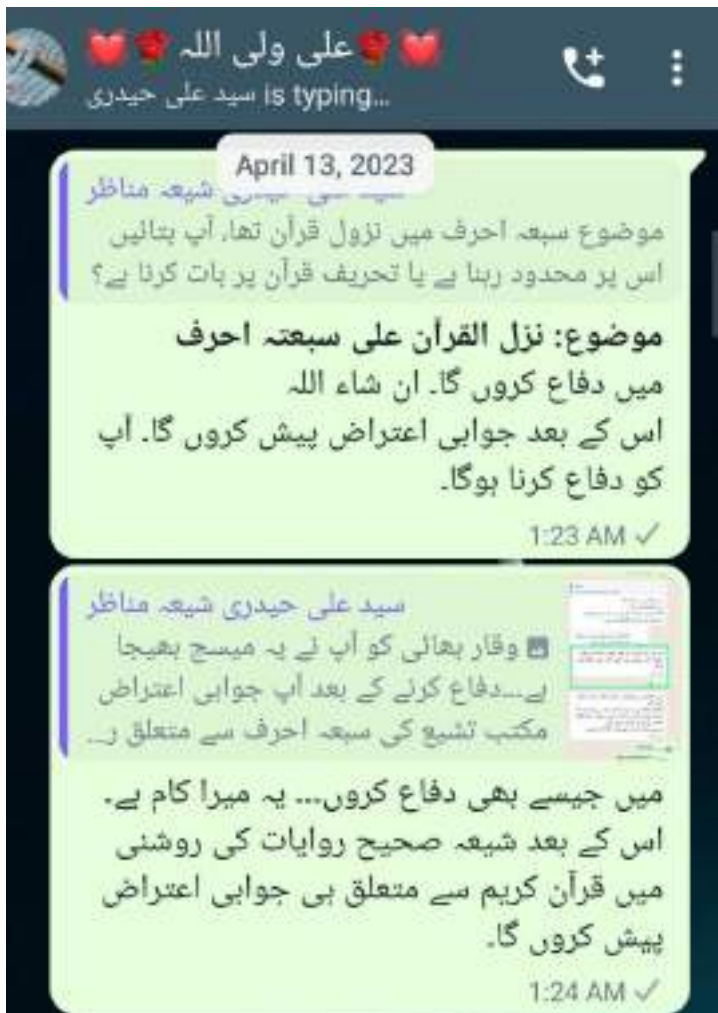 علی ولی اللہ
سید علی حیدری is typing...
April 13, 2023
سید علی حیدری شیعہ مناظر
موضوع سبعہ احرف میں نزول قرآن تھا، آپ بتائیں
اس پر محدود رہنا ہے یا تحریف قرآن پر بات کرنا ہے؟
موضوع: نزل القرآن علی سبعتہ احرف
میں دفاع کروں گا۔ ان شاء اللہ
اس کے بعد جوابی اعتراض پیش کروں گا۔ آپ
کو دفاع کرنا ہوگا۔
1:23 AM
سید علی حیدری شیعہ مناظر
وقار بھائی کو آپ نے یہ میسج بھیجا
ہے...دفاع کرنے کے بعد آپ جوابی اعتراض
مکتب تشیع کی سبعہ احرف سے متعلق ر...
میں جیسے بھی دفاع کروں... یہ میرا کام ہے۔
اس کے بعد شیعہ صحیح روایات کی روشنی
میں قرآن کریم سے متعلق ہی جوابی اعتراض
پیش کروں گا۔
1:24 AM